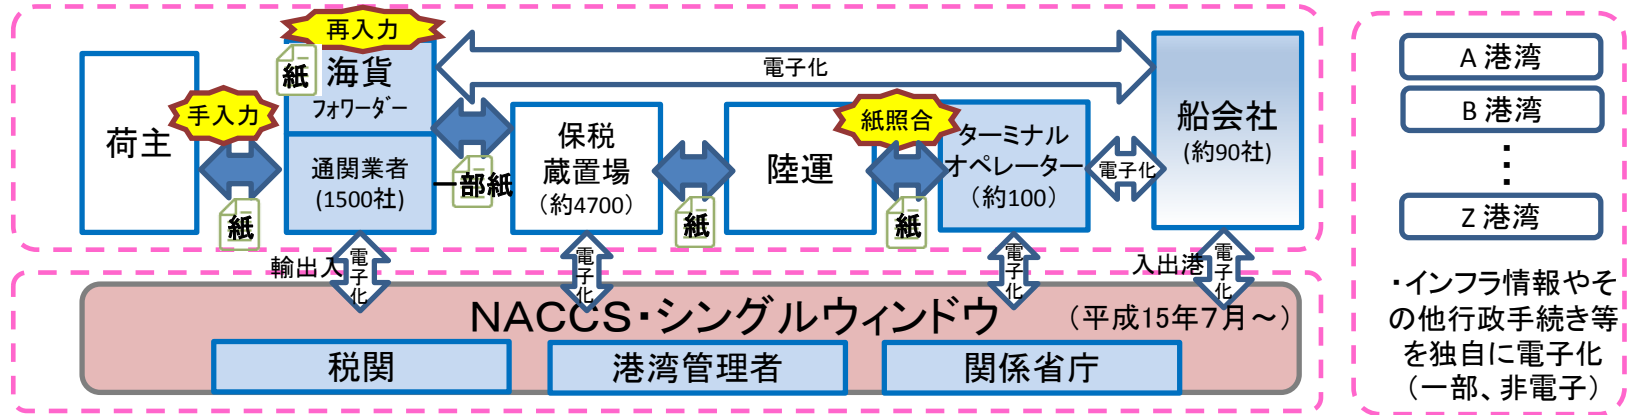 再入力
紙
海貨
フォワーダー
電子化
荷主
手入力
紙
通関業者
(1500社)
一部紙
保税
蔵置場
（約4700）
紙
陸運
紙照合
紙
ターミナル
オペレーター
（約100）
電子化
船会社
(約90社)
輸出入
電子化
電子化
電子化
入出港
電子化
NACCS・シングルウィンドウ （平成15年7月～）
税関
港湾管理者
関係省庁
A 港湾
B 港湾
・
・
・
Z 港湾
・インフラ情報やそ
の他行政手続き等
を独自に電子化
（一部、非電子）